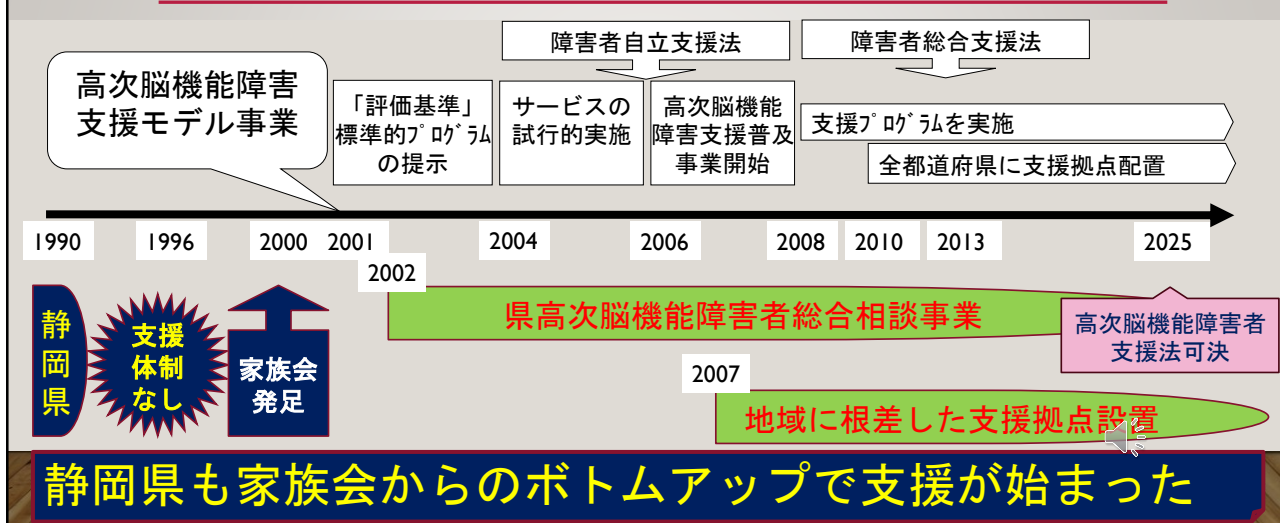 障害者自立支援法
障害者総合支援法
高次脳機能障害
支援モデル事業
「評価基準」
標準的ﾌﾟﾛｸﾞﾗﾑ
の提示
サービスの
試行的実施
高次脳機能
障害支援普及
事業開始
支援ﾌﾟﾛｸﾞﾗﾑを実施
全都道府県に支援拠点配置
1990
1996
2000
2001
2004
2006
2008
2010
2013
2025
2002
静
岡
県
支援
体制
なし
家族会
発足
県高次脳機能障害者総合相談事業
高次脳機能障害者
支援法可決
2007
地域に根差した支援拠点設置
静岡県も家族会からのボトムアップで支援が始まった